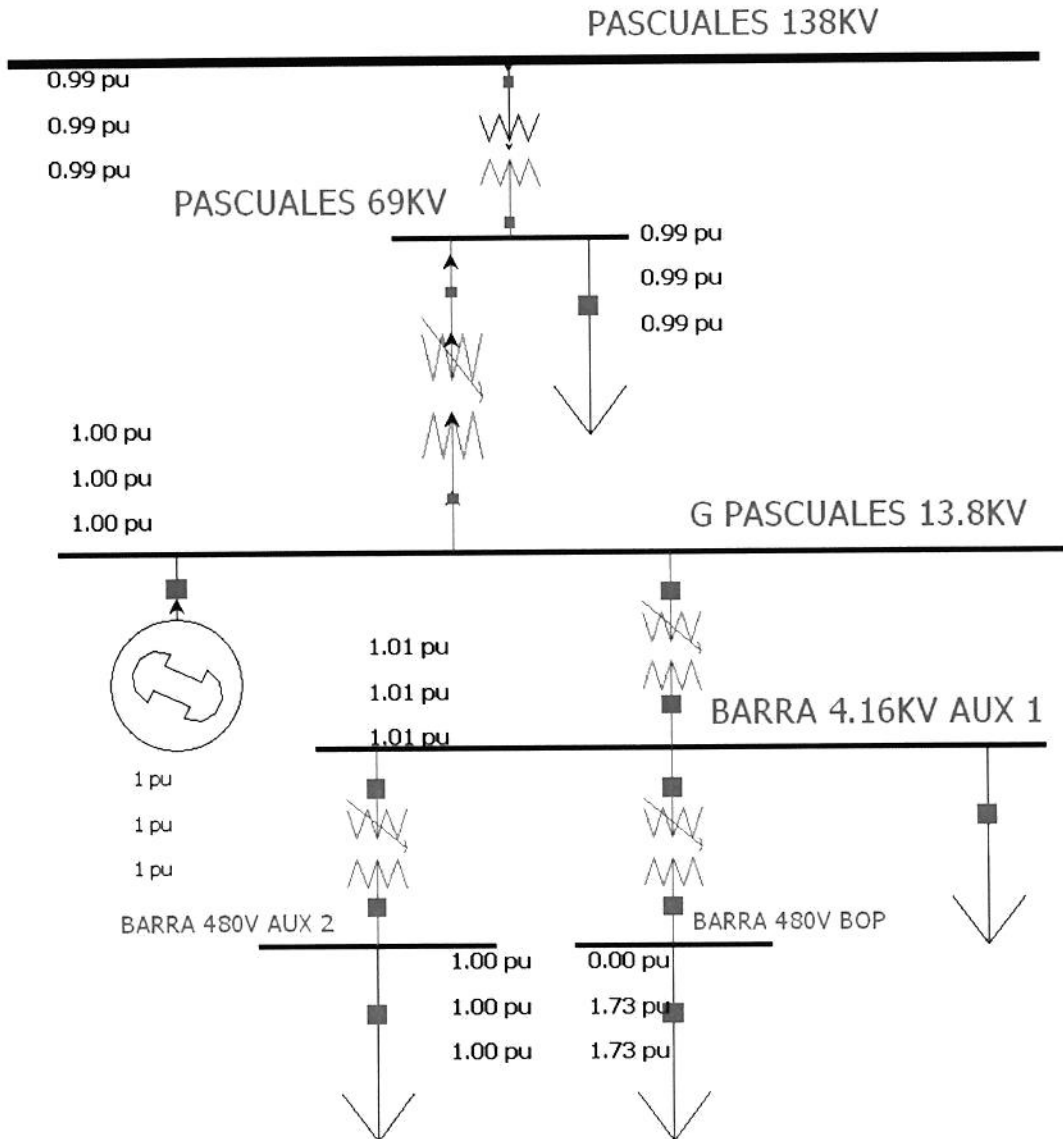 PASCUALES 138KV
0.99 pu
0.99 pu
0.99 pu
PASCUALES 69KV
0.99 pu
0.99 pu
0.99 pu
1.00 pu
1.00 pu
1.00 pu
G PASCUALES 13.8KV
1.01 pu
1.01 pu
1.01 pu
BARRA 4.16KV AUX 1
1 pu
1 pu
1 pu
BARRA 480V AUX 2
BARRA 480V BOP
1.00 pu 0.00 pu
1.00 pu 1.73 pu
1.00 pu 1.73 pu